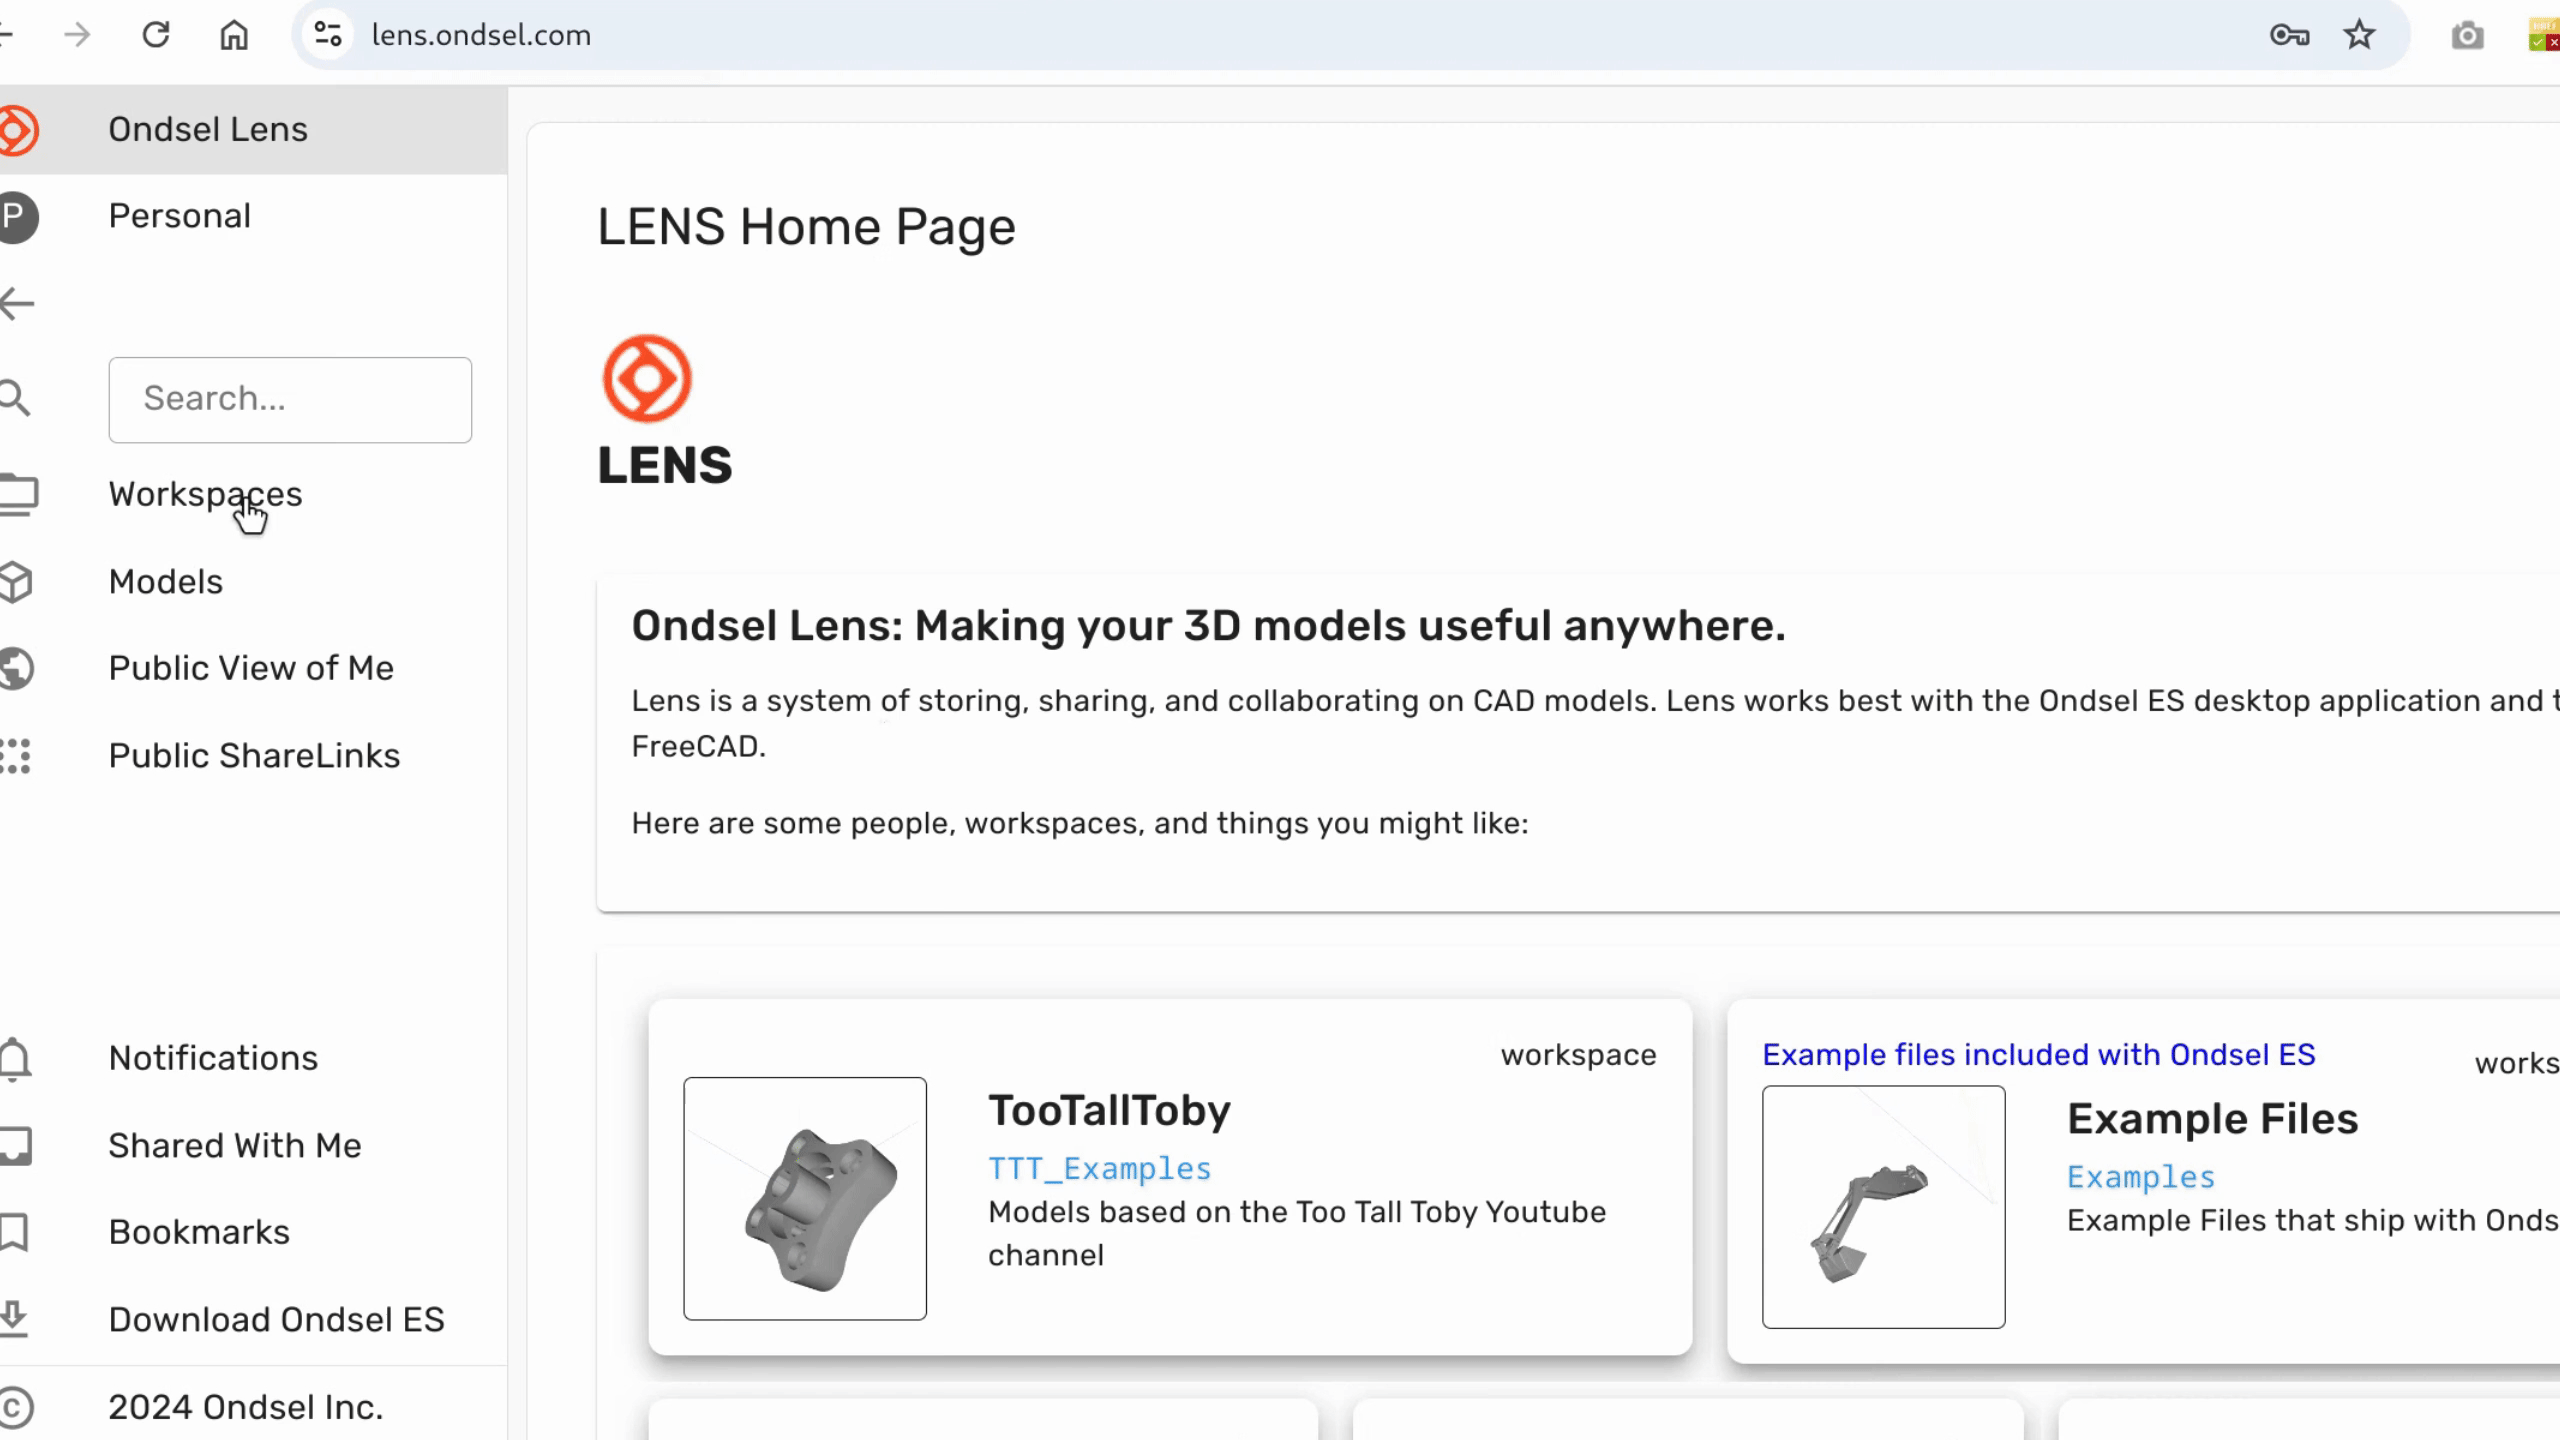 lens.ondsel.com
Ondsel Lens
P
Personal
Search...
Workspaces
Models
Public View of Me
Public ShareLinks
Notifications
Shared With Me
Bookmarks
Download Ondsel ES
2024 Ondsel Inc.
LENS Home Page
LENS
Ondsel Lens: Making your 3D models useful anywhere.
Lens is a system of storing, sharing, and collaborating on CAD models. Lens works best with the Ondsel ES desktop application and
FreeCAD.
Here are some people, workspaces, and things you might like:
workspace
TooTallToby
TTT_Examples
Models based on the Too Tall Toby Youtube
channel
Example files included with Ondsel ES
works
Example Files
Examples
Example Files that ship with Onds